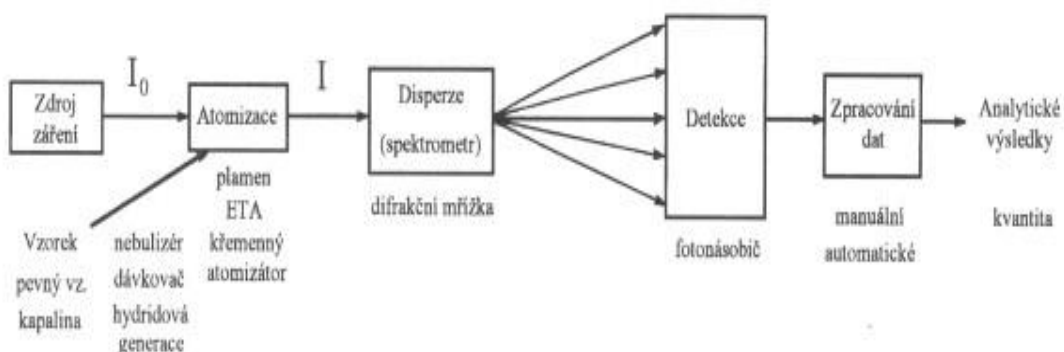 I₀
I
Zdroj
záření
Atomizace
Disperze
(spektrometr)
Detekce
Zpracování
dat
Analytické
výsledky
plamen
ETA
křemenný
atomizátor
difrakční mřížka
fotonásobič
manuální
automatické
kvantita
Vzorek
pevný vz.
kapalina
nebulizér
dávkovač
hydridová
generace